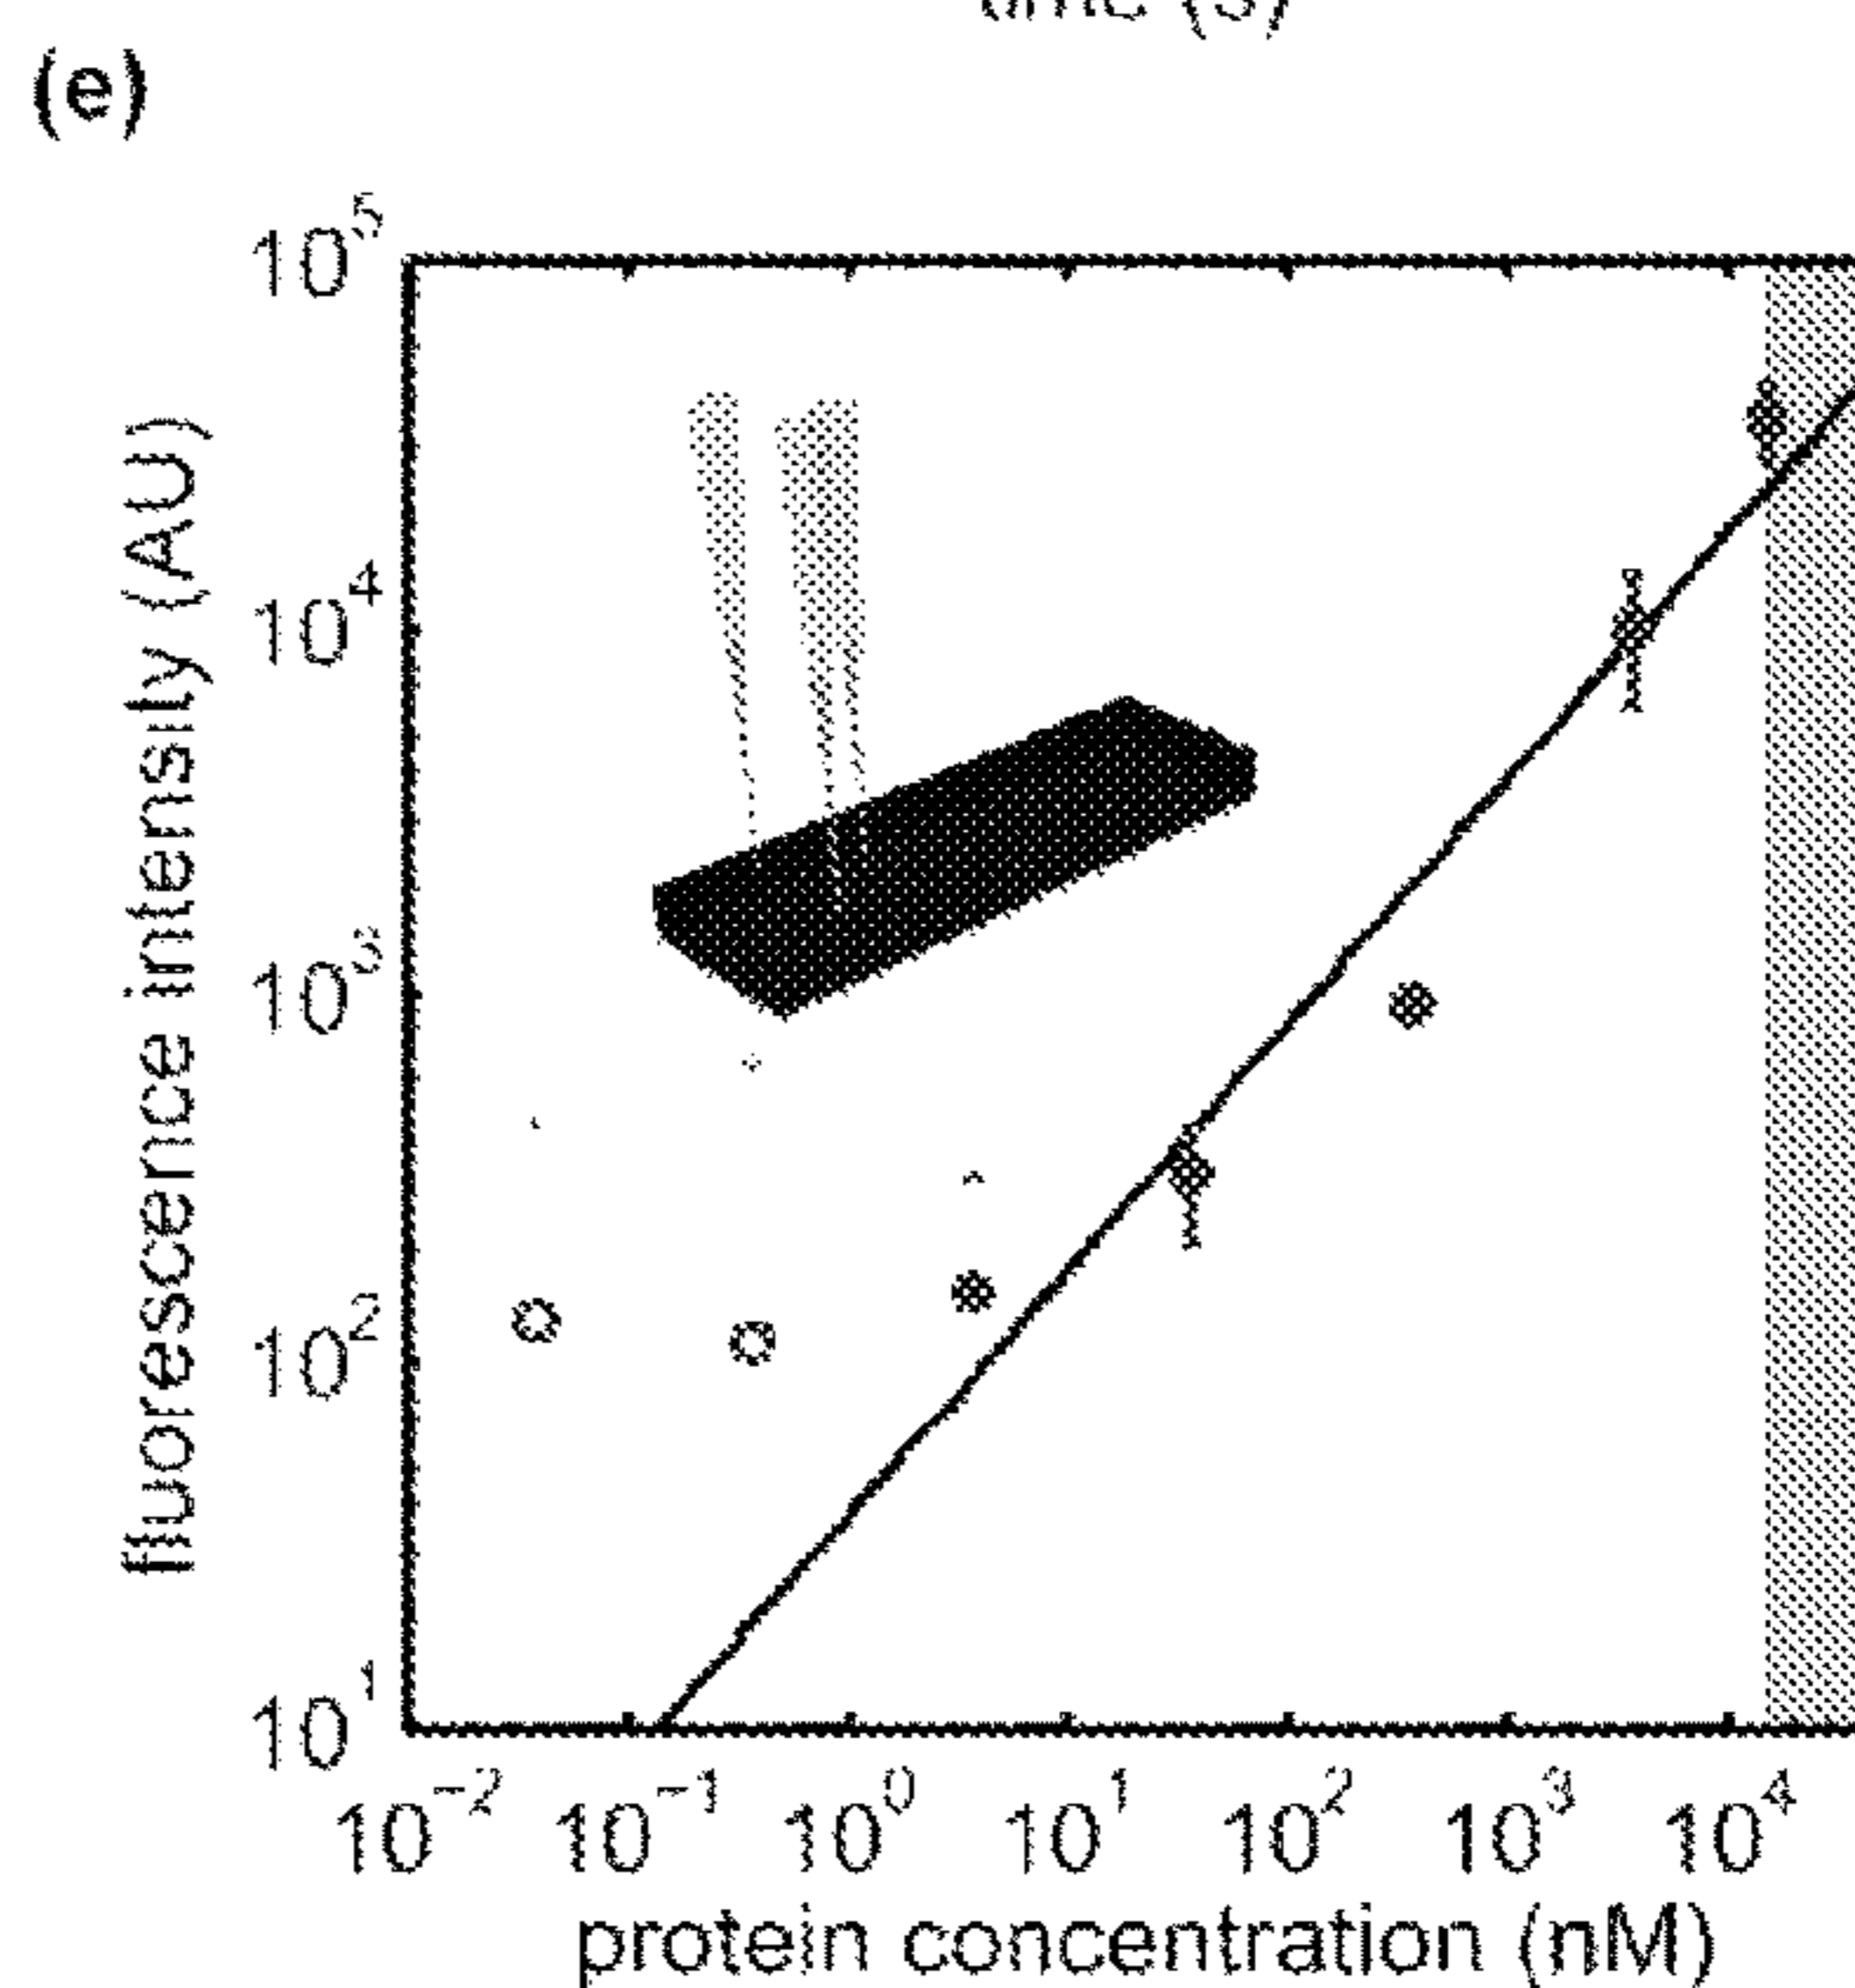 time (s)
(e)
fluorescence intensity (AU)
10^5
10^4
10^3
10^2
10^1
10^-2 10^-1 10^0 10^1 10^2 10^3 10^4
protein concentration (nM)